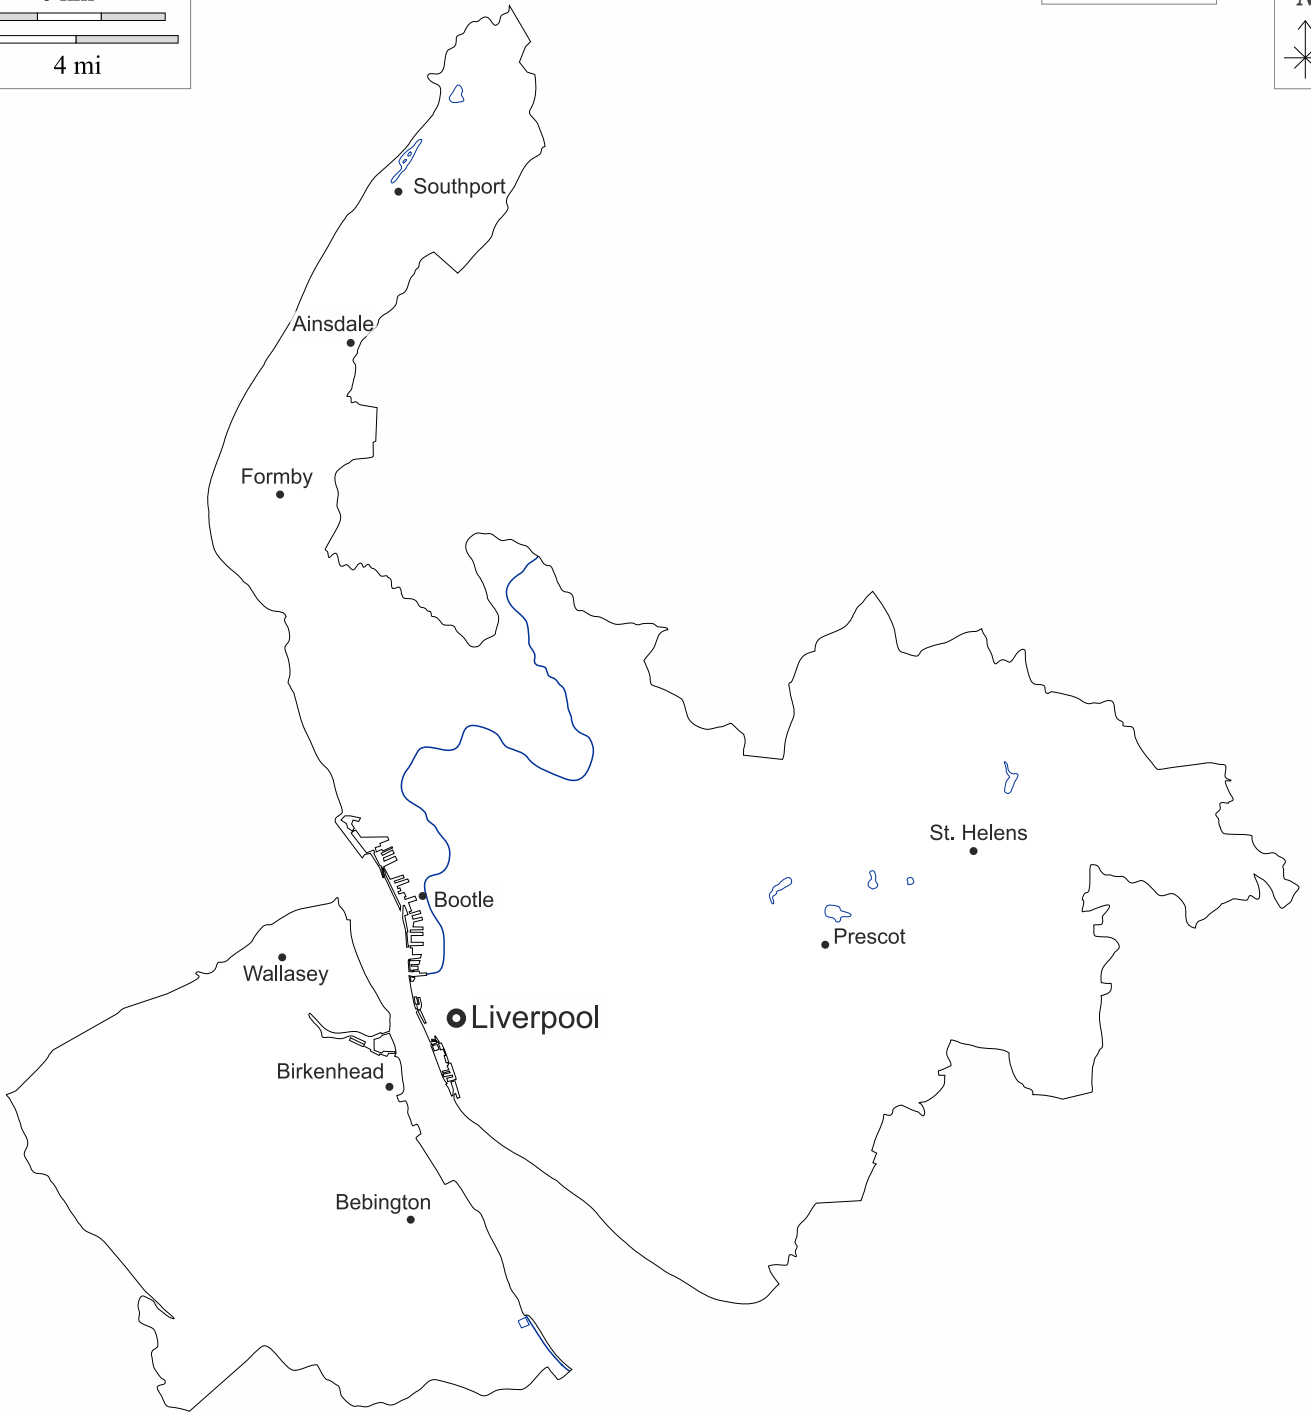 4 mi
Southport
Ainsdale
Formby
St. Helens
Bootle
Prescot
Wallasey
Liverpool
Birkenhead
Bebington